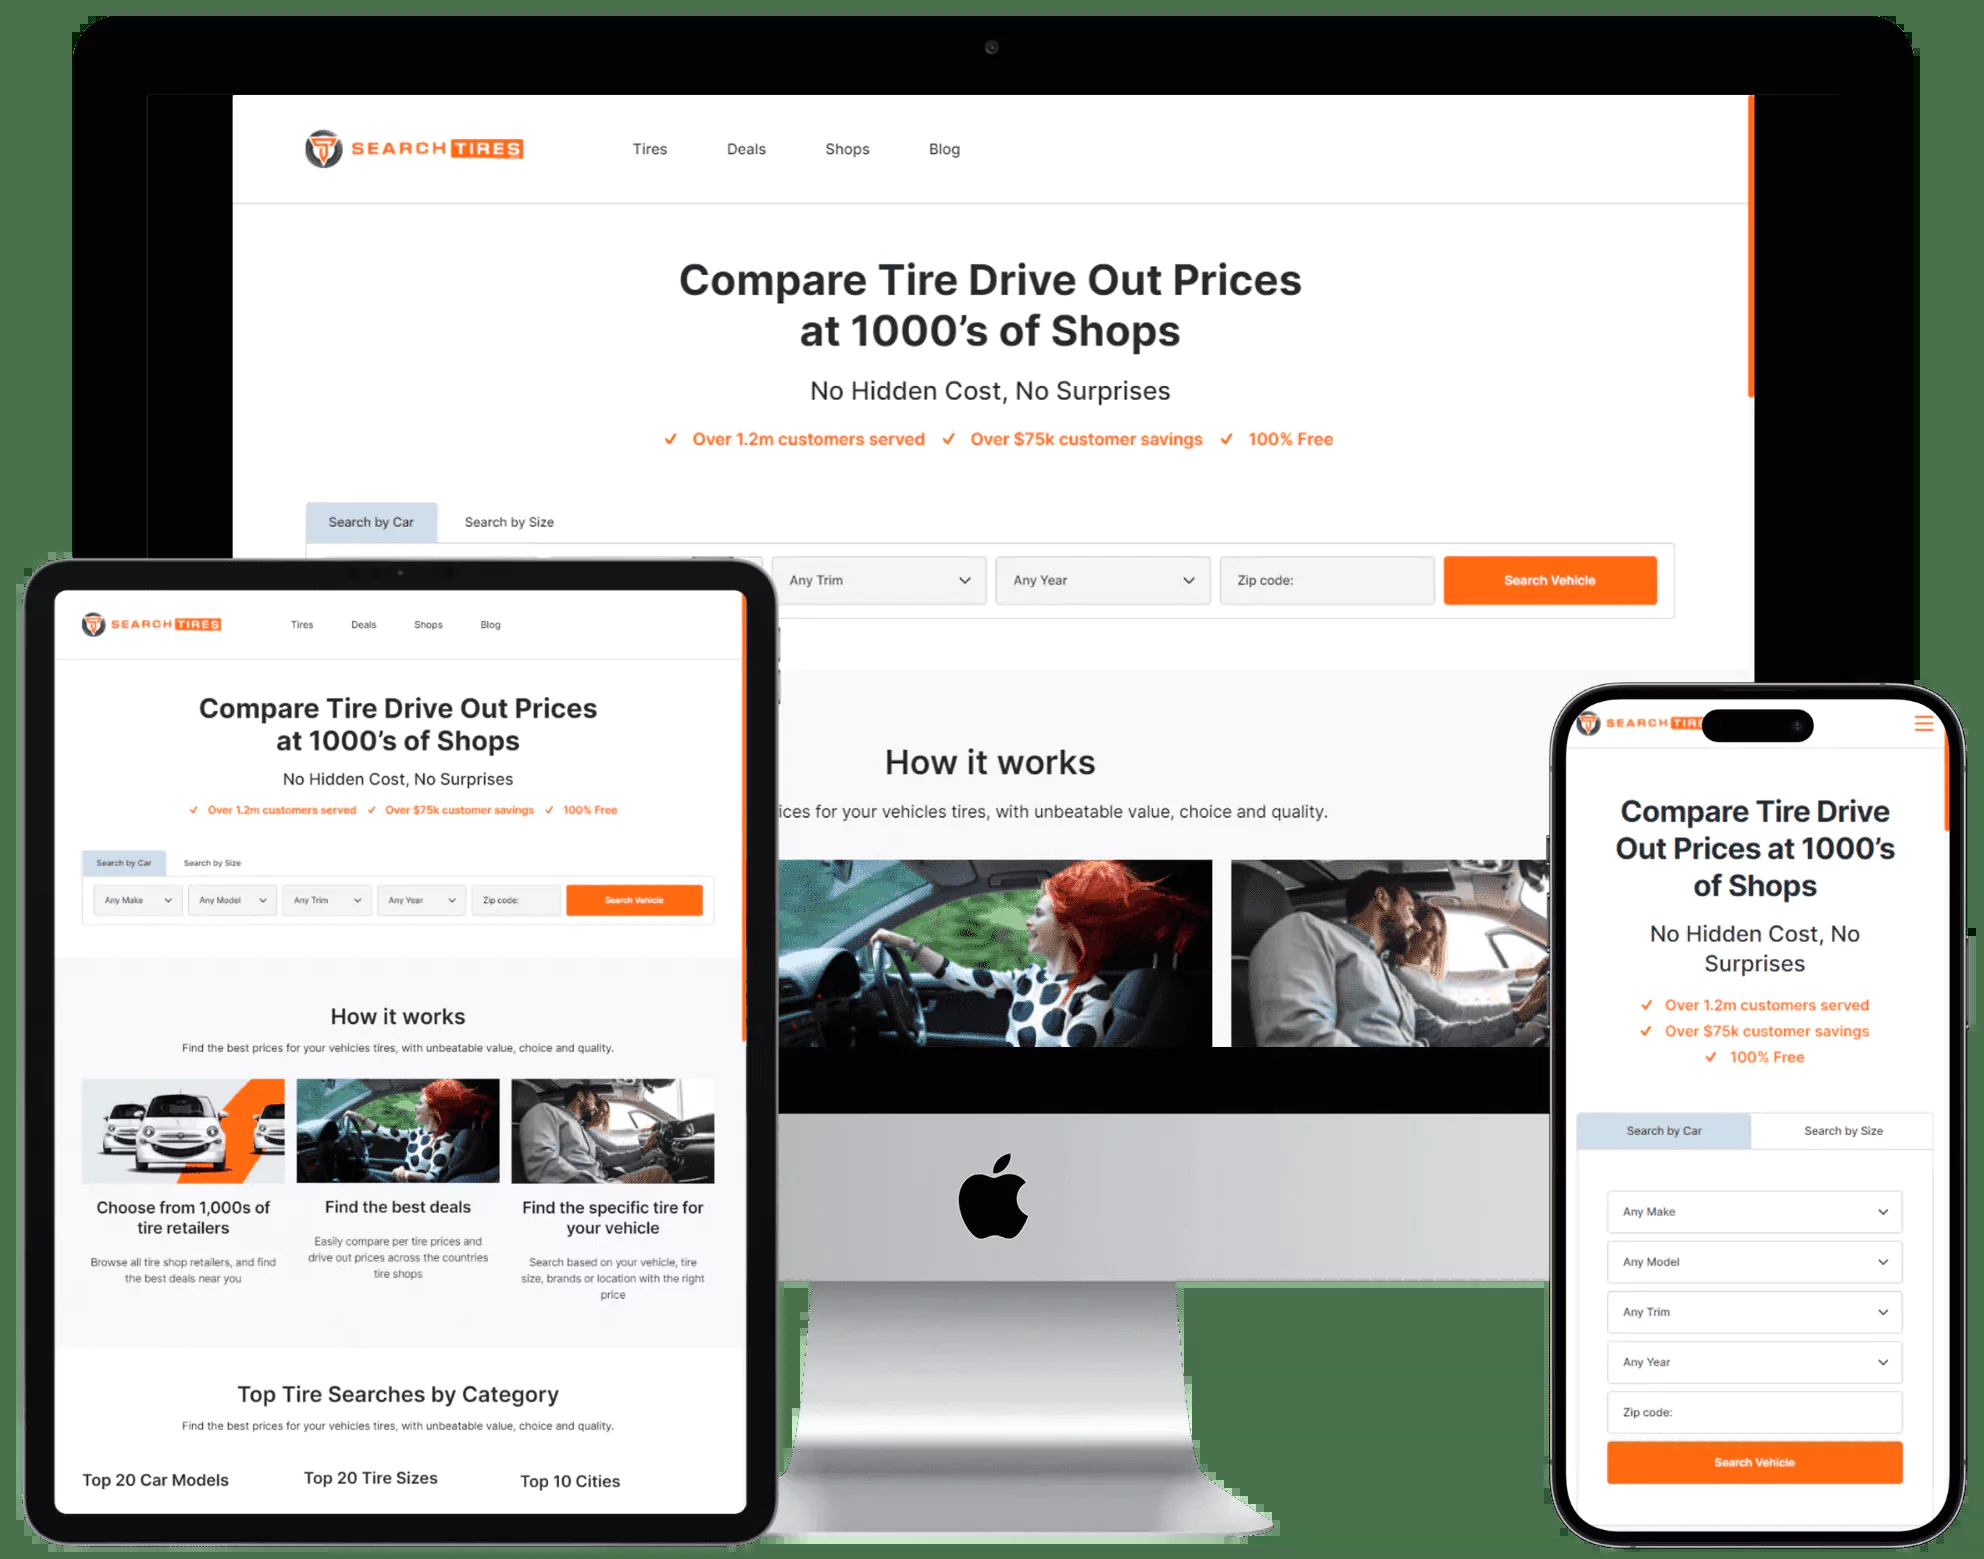 SEARCH TIRES
Tires
Deals
Shops
Blog
Compare Tire Drive Out Prices
at 1000's of Shops
No Hidden Cost, No Surprises
Over 1.2m customers served
Over $75k customer savings
100% Free
Search by Car
Search by Size
Any Trim
Any Year
Zip code:
Search Vehicle
How it works
ices for your vehicles tires, with unbeatable value, choice and quality.
SEARCH TIRES
Tires
Deals
Shops
Blog
Compare Tire Drive Out Prices
at 1000's of Shops
No Hidden Cost, No Surprises
Over 1.2m customers served
Over $75k customer savings
100% Free
Search by Car
Search by Size
Any Make
Any Model
Any Trim
Any Year
Zip code:
Search Vehicle
How it works
Find the best prices for your vehicles tires, with unbeatable value, choice and quality.
Choose from 1,000s of
tire retailers
Browse all tire shop retailers, and find
the best deals near you
Find the best deals
Easily compare per tire prices and
drive out prices across the countries
tire shops
Find the specific tire for
your vehicle
Search based on your vehicle, tire
size, brands or location with the right
price
Top Tire Searches by Category
Find the best prices for your vehicles tires, with unbeatable value, choice and quality.
Top 20 Car Models
Top 20 Tire Sizes
Top 10 Cities
SEARCH TIRE
Compare Tire Drive
Out Prices at 1000's
of Shops
No Hidden Cost, No
Surprises
Over 1.2m customers served
Over $75k customer savings
100% Free
Search by Car
Search by Size
Any Make
Any Model
Any Trim
Any Year
Zip code:
Search Vehicle